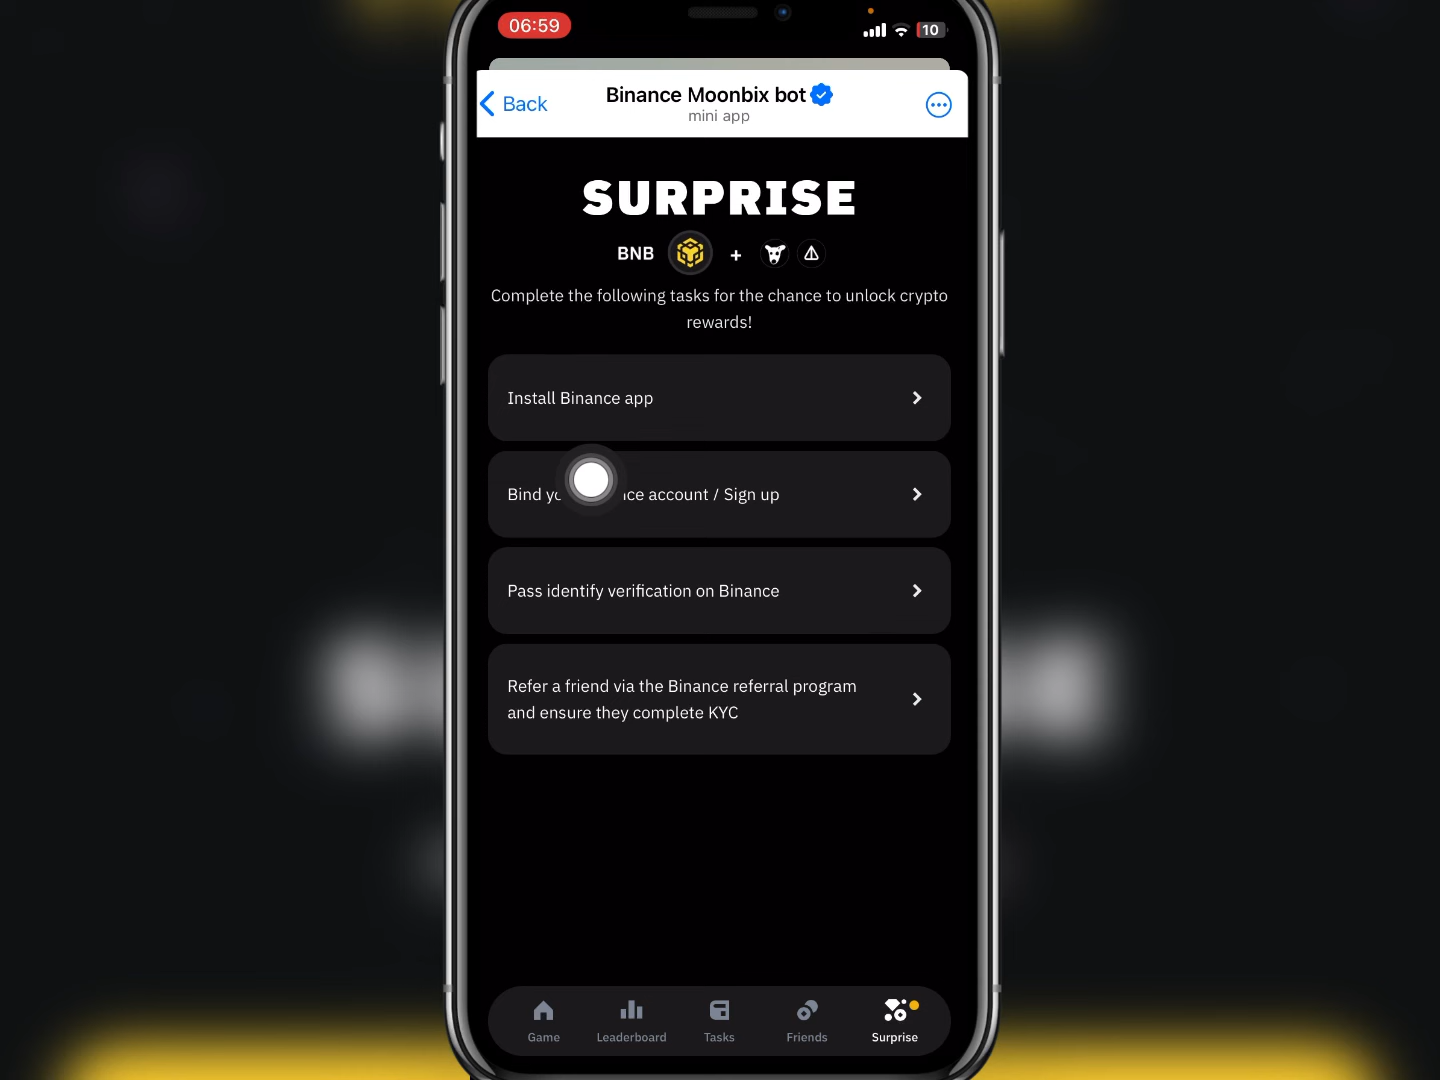 06:59
10
Back
Binance Moonbix bot
mini app
SURPRISE
BNB
+
Complete the following tasks for the chance to unlock crypto
rewards!
Install Binance app
Bind account / Sign up
Pass identify verification on Binance
Refer a friend via the Binance referral program
and ensure they complete KYC
Game
Leaderboard
Tasks
Friends
Surprise